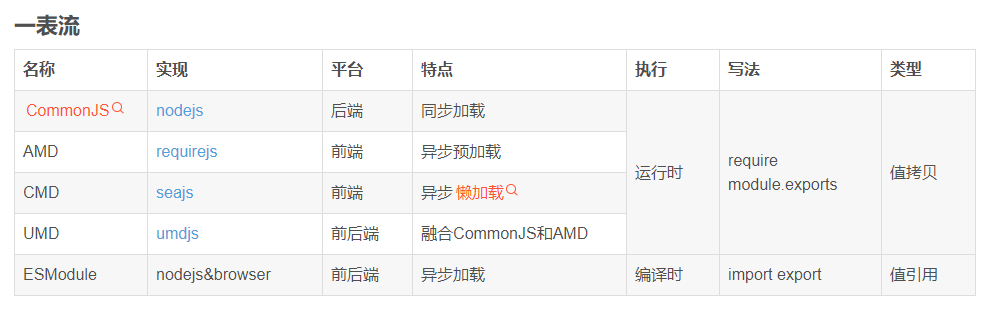 一表流
名称 实现 平台 特点 执行 写法 类型
CommonJS nodejs 后端 同步加载
AMD requirejs 前端 异步预加载
运行时 require module.exports 值拷贝
CMD seajs 前端 异步 懒加载
UMD umdjs 前后端 融合CommonJS和AMD
ESModule nodejs&browser 前后端 异步加载 编译时 import export 值引用